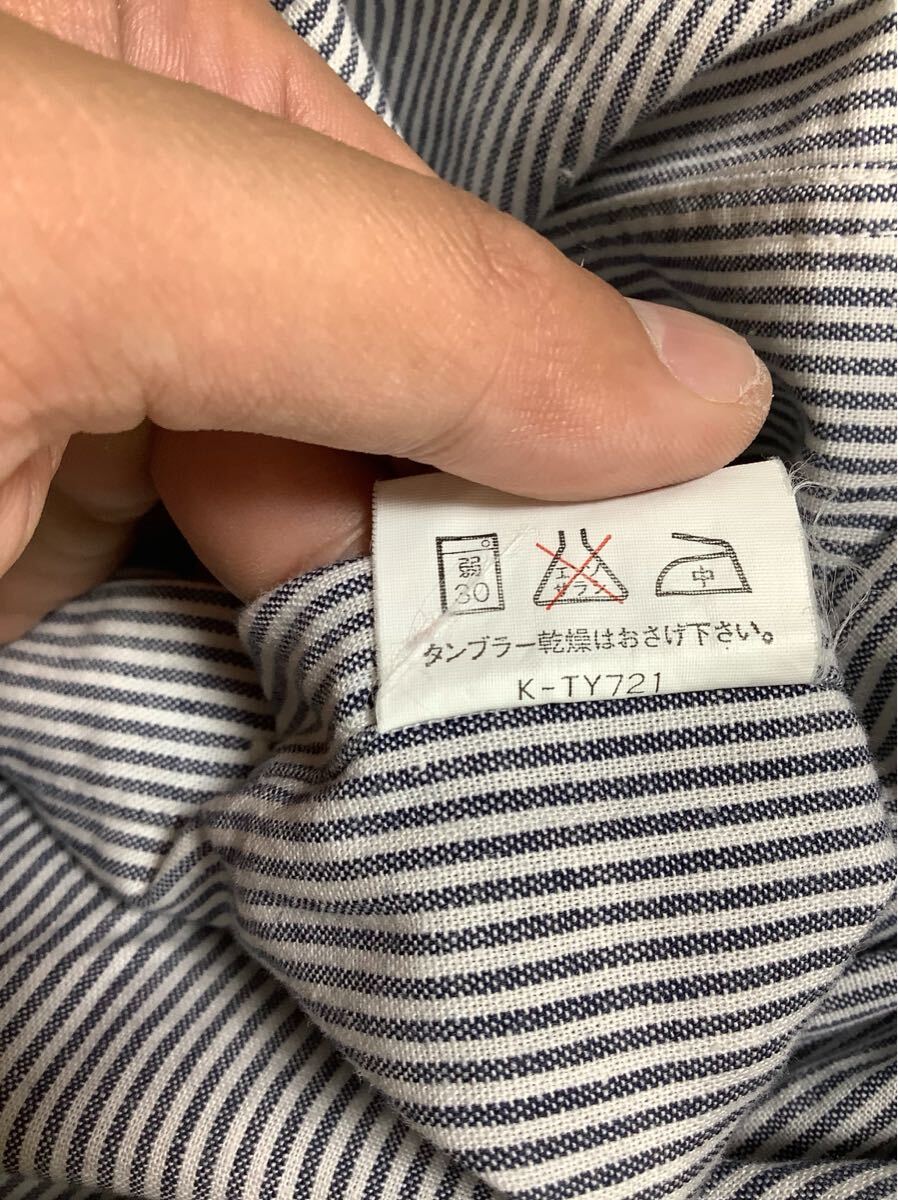 弱 エンソ 中
30 サラシ
タンブラー乾燥はおさけ下さい。
K-TY721